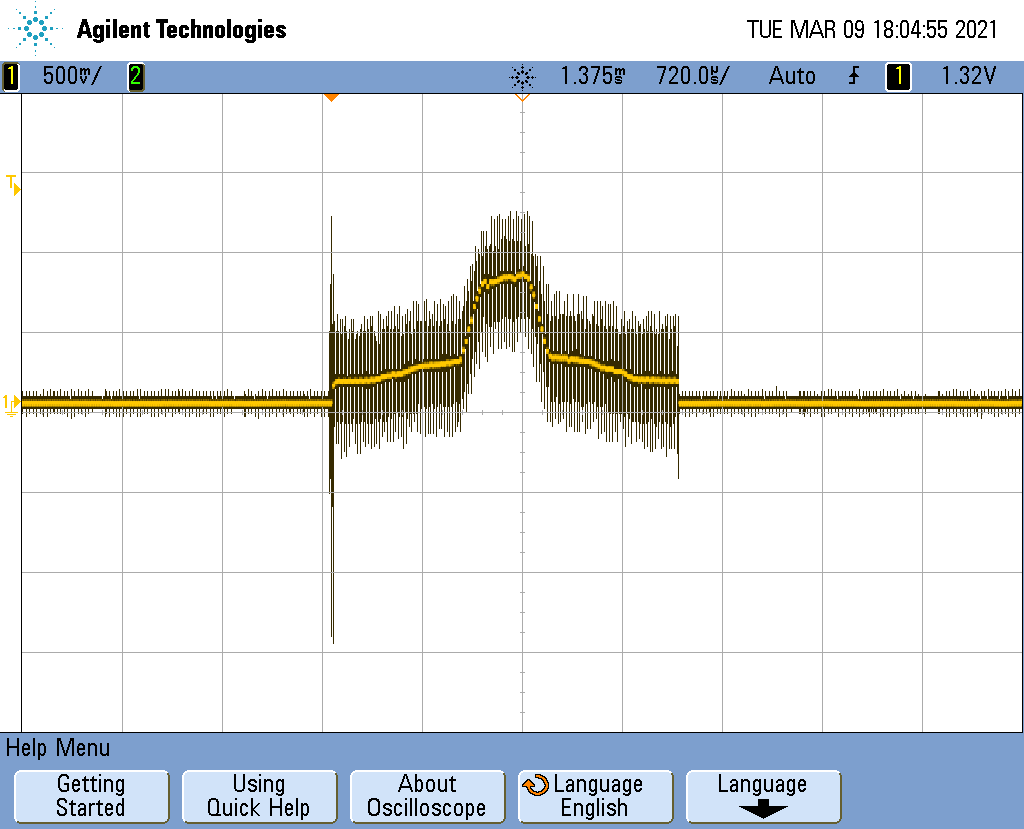 Agilent Technologies
TUE MAR 09 18:04:55 2021
1 500mV/ 2 1.375ms 720.0us/ Auto 1 1.32V
T
1
Help Menu
Getting
Started
Using
Quick Help
About
Oscilloscope
Language
English
Language